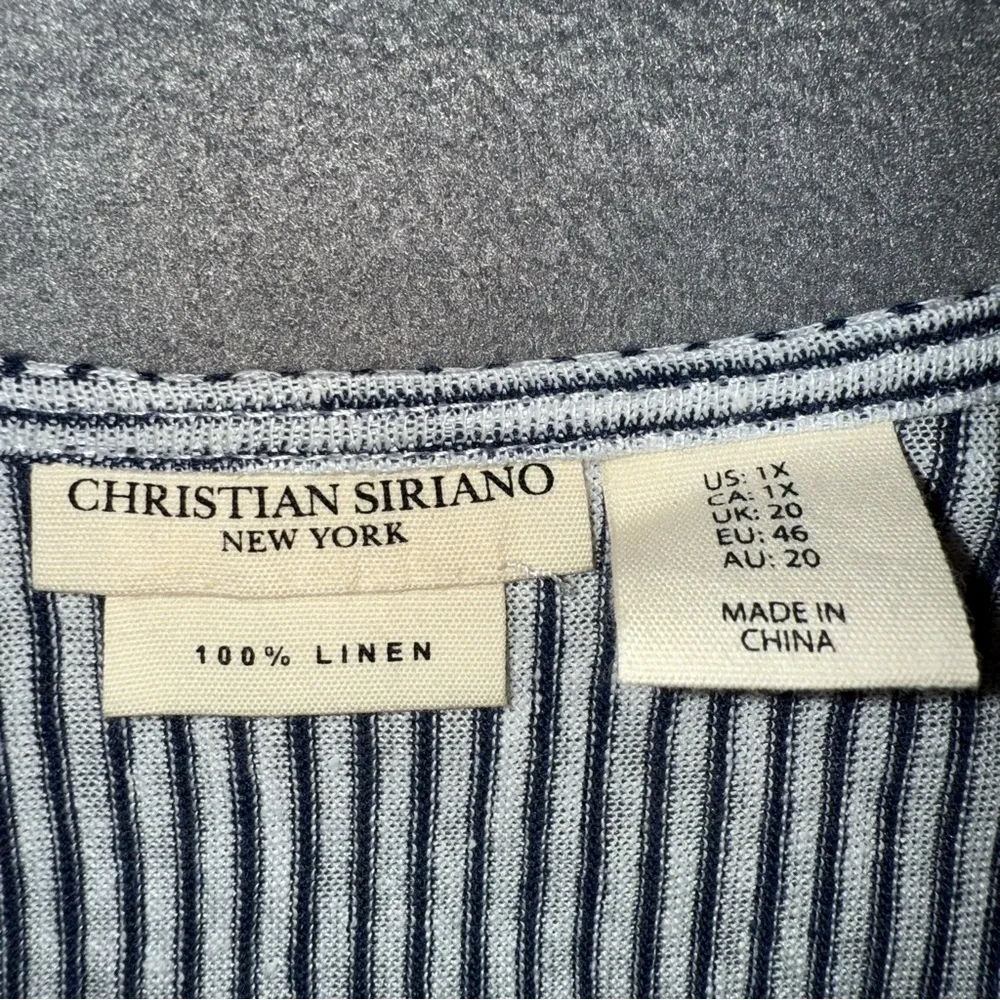 CHRISTIAN SIRIANO
NEW YORK
100% LINEN
US: 1X
CA: 1X
UK: 20
EU: 46
AU: 20
MADE IN
CHINA